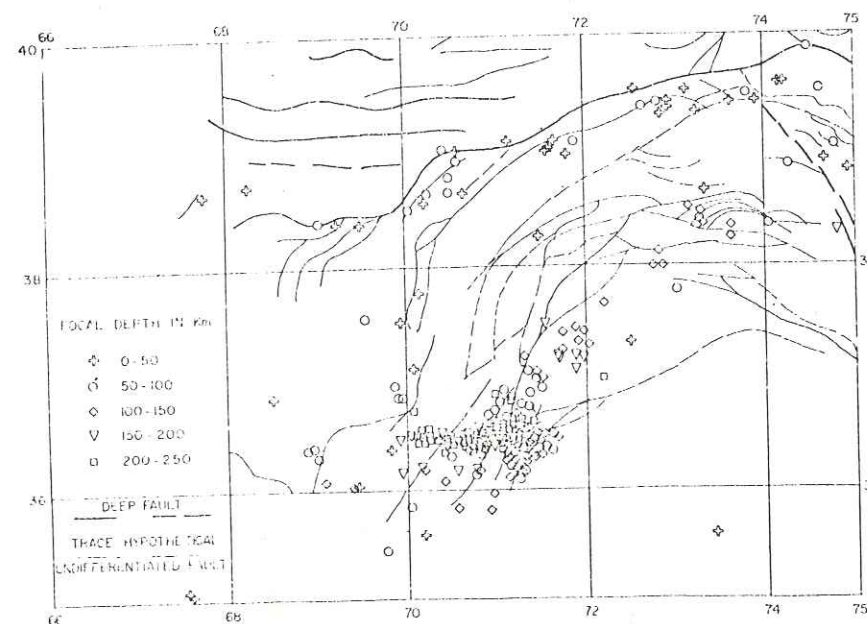 66 68 70 72 74 75
40
38
3
36
FOCAL DEPTH IN Km
0-50
50-100
100-150
150-200
200-250
DEEP FAULT
TRACE HYPOTHETICAL
UNDIFFERENTIATED FAULT
66 68 70 72 74 75